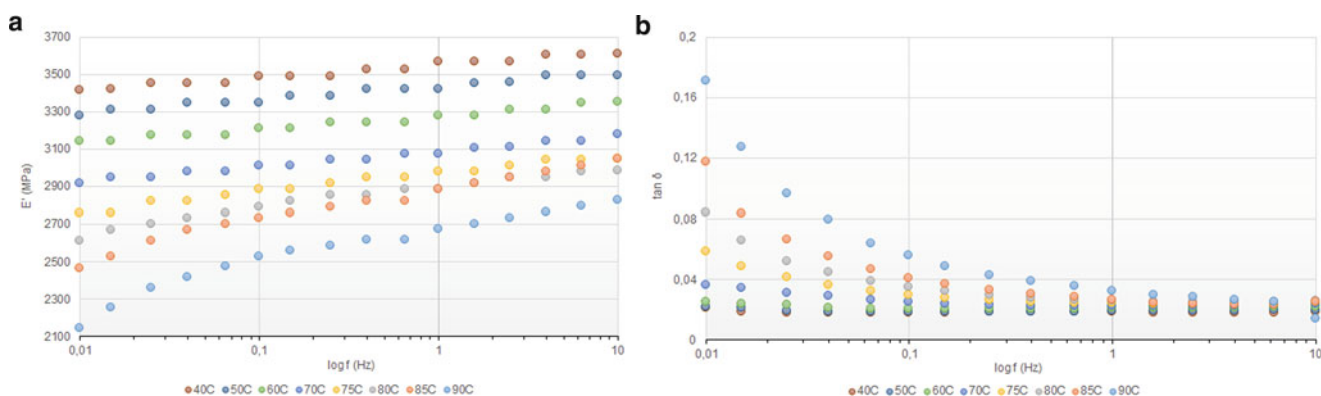 a
3700
3500
3300
3100
2900
2700
2500
2300
2100
E' (MPa)
0,01
0,1
1
10
log f (Hz)
40C 50C 60C 70C 75C 80C 85C 90C
b
0,2
0,16
0,12
0,08
0,04
0
tan δ
0,01
0,1
1
10
log f (Hz)
40C 50C 60C 70C 75C 80C 85C 90C